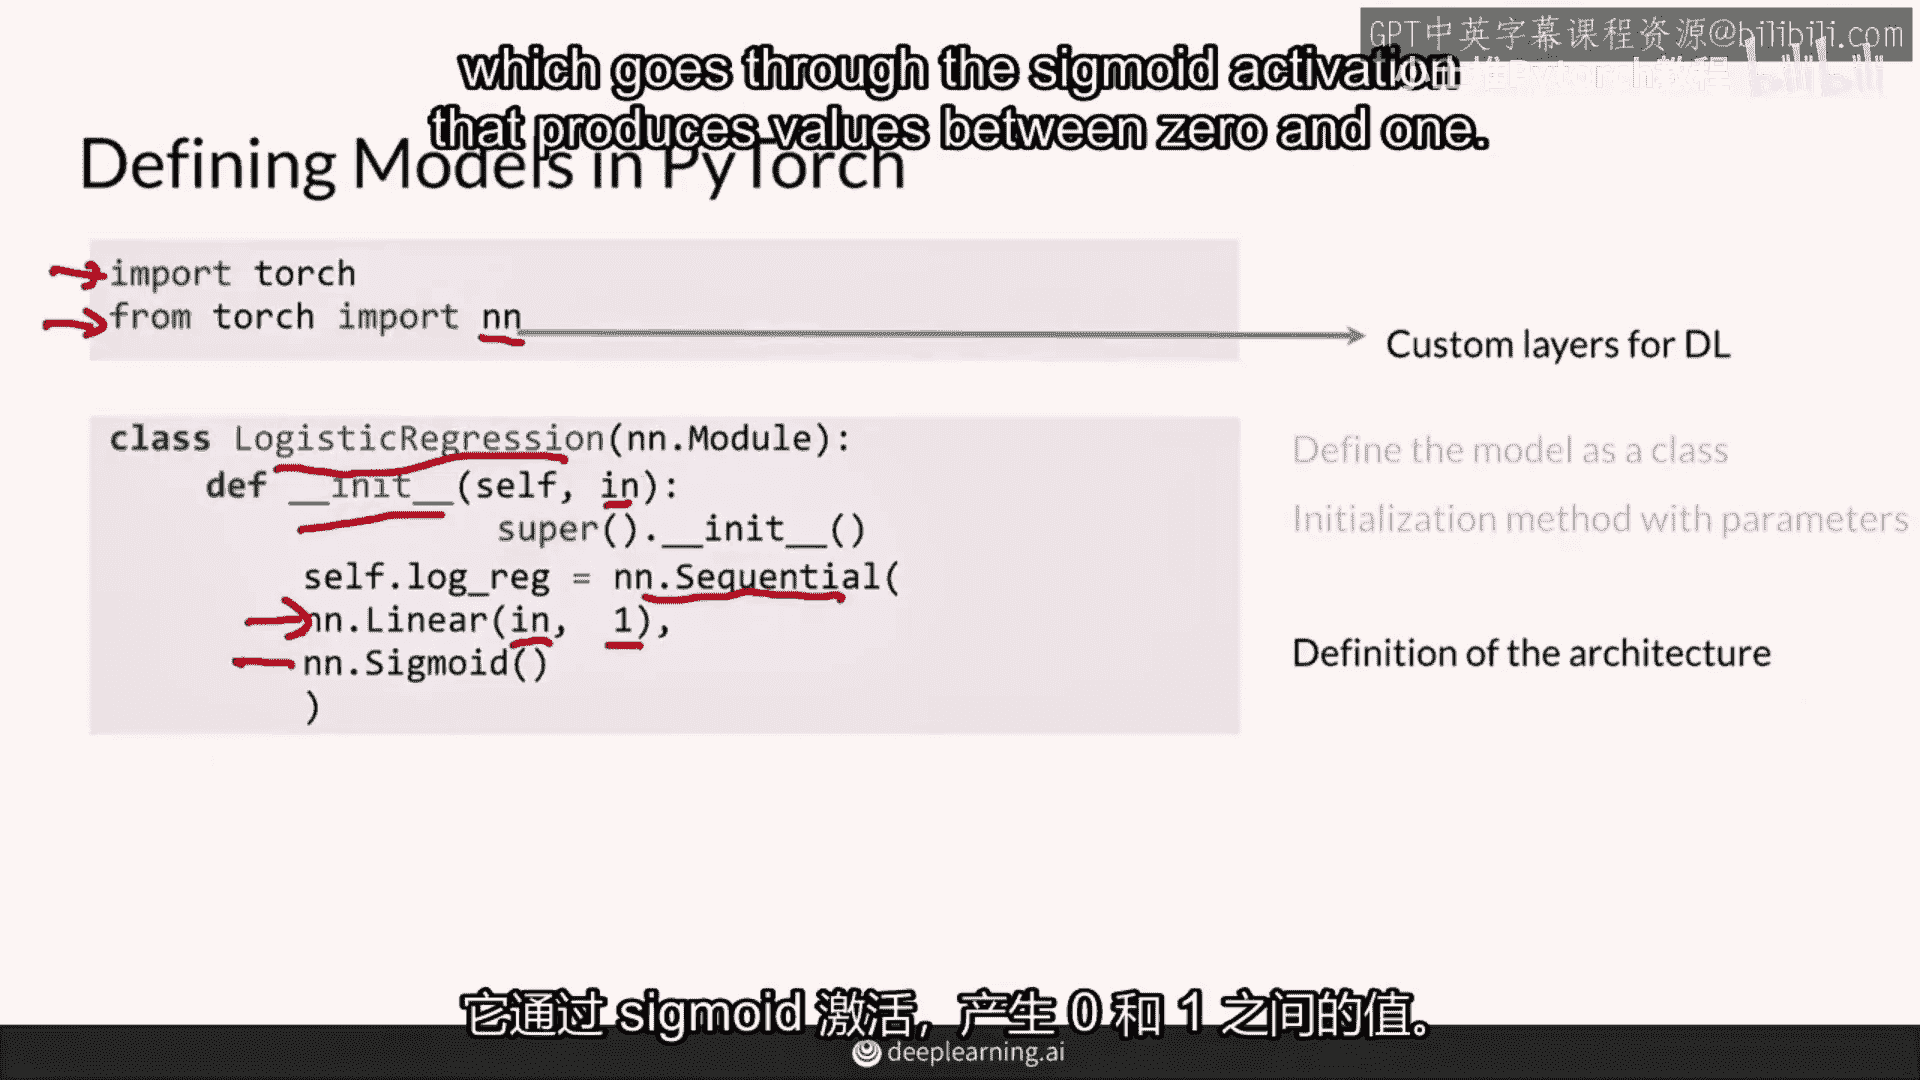 GPT中英字幕课程资源@bilibili.com
which goes through the sigmoid activation
that produces values between zero and one.
Defining Models in PyTorch
import torch
from torch import nn
Custom layers for DL
class LogisticRegression(nn.Module):
def __init__(self, in):
super().__init__()
self.log_reg = nn.Sequential(
nn.Linear(in, 1),
nn.Sigmoid()
)
Define the model as a class
Initialization method with parameters
Definition of the architecture
它通过 sigmoid 激活，产生 0 和 1 之间的值。
deeplearning.ai